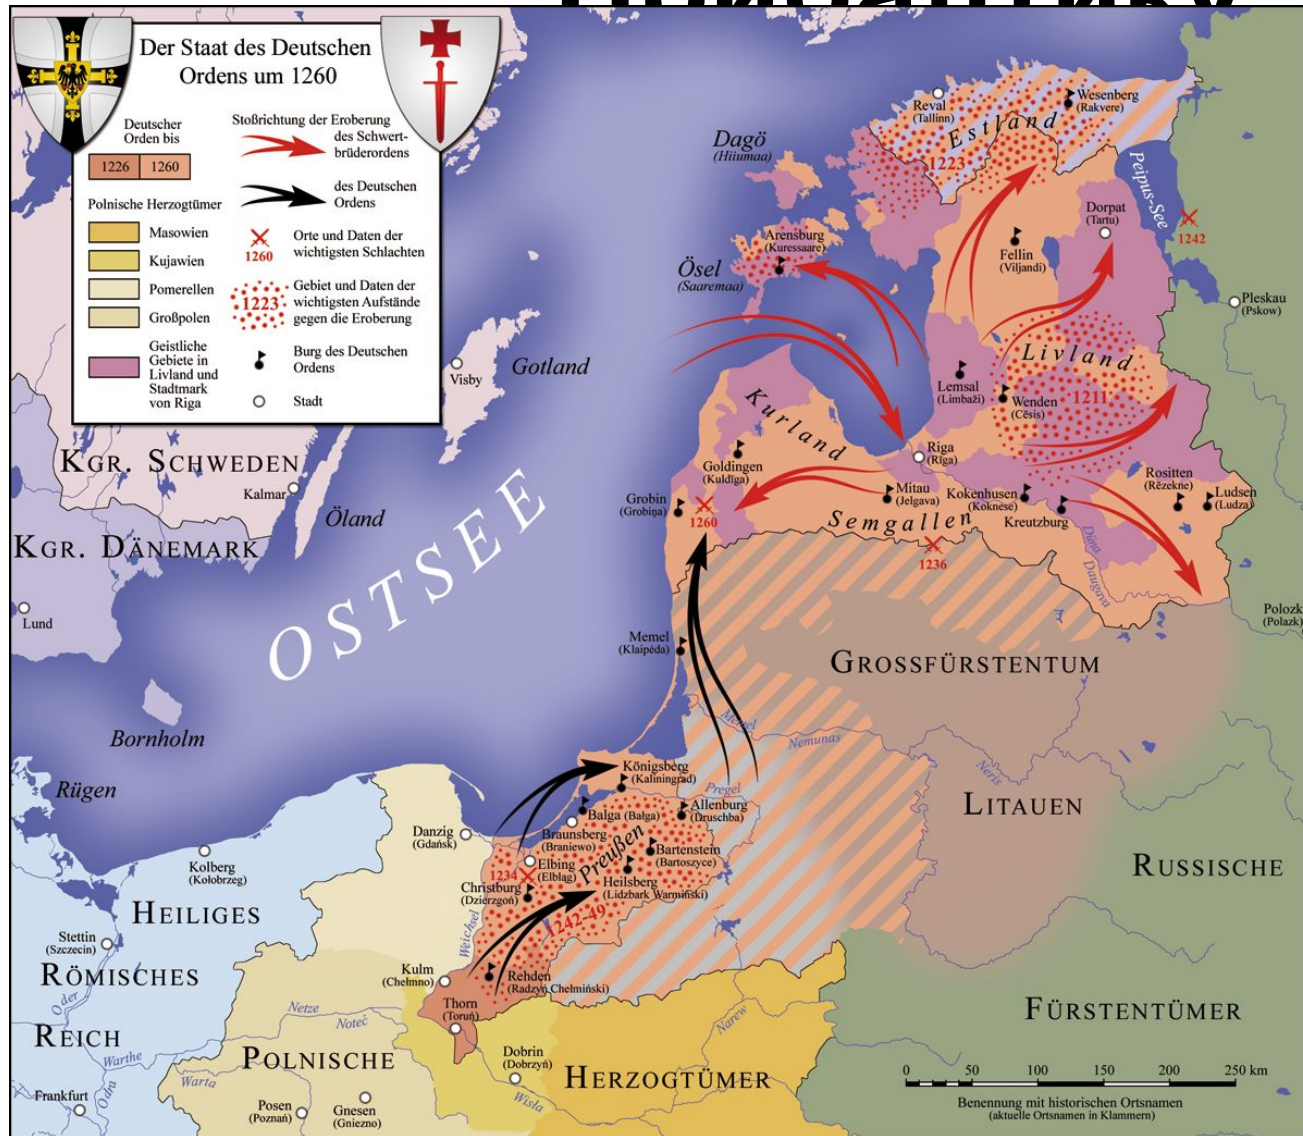 Der Staat des Deutschen
Ordens um 1260
Deutscher
Orden bis
1226 1260
Polnische Herzogtümer
Masowien
Kujawien
Pomerellen
Großpolen
Geistliche
Gebiete in
Livland und
Stadtmark
von Riga
Stoßrichtung der Eroberung
des Schwert-
brüderordens
des Deutschen
Ordens
1260
Orte und Daten der
wichtigsten Schlachten
1223
Gebiet und Daten der
wichtigsten Aufstände
gegen die Eroberung
Burg des Deutschen
Ordens
Stadt
Reval
(Tallinn)
Wesenberg
(Rakvere)
Estland
1223
Dagö
(Hiiumaa)
Peipus-See
Dorpat
(Tartu)
1242
Arensburg
(Kuressaare)
Fellin
(Viljandi)
Ösel
(Saaremaa)
Pleskau
(Pskow)
Gotland
Visby
Livland
Lemsal
(Limbaži)
Wenden
(Cēsis)
1211
Kurland
Riga
(Rīga)
Goldingen
(Kuldīga)
KGR. SCHWEDEN
Kalmar
Öland
Grobin
(Grobiņa)
1260
Mitau
(Jelgava)
Kokenhusen
(Koknese)
Kreutzburg
Rositten
(Rēzekne)
Ludsen
(Ludza)
Semgallen
1236
KGR. DÄNEMARK
OSTSEE
Düna
Daugava
Lund
Polozk
(Polazk)
Memel
(Klaipėda)
GROSSFÜRSTENTUM
Bornholm
Memel
Nemunas
Neris
Rügen
Königsberg
(Kaliningrad)
Pregel
LITAUEN
Allenburg
(Druschba)
Balga (Bałga)
Danzig
(Gdańsk)
Braunsberg
(Braniewo)
Preußen
Bartenstein
(Bartoszyce)
Kolberg
(Kołobrzeg)
Elbing
(Elbląg)
1234
Christburg
(Dzierzgoń)
Heilsberg
(Lidzbark Warmiński)
RUSSISCHE
1242-49
HEILIGES
Weichsel
Stettin
(Szczecin)
RÖMISCHES
Kulm
(Chełmno)
Rehden
(Radzyń Chełmiński)
Oder
Thorn
(Toruń)
Netze
Noteć
FÜRSTENTÜMER
REICH
Narew
Warthe
POLNISCHE
Dobrin
(Dobrzyń)
HERZOGTÜMER
Warta
Odra
Wisła
Frankfurt
Posen
(Poznań)
Gnesen
(Gniezno)
0 50 100 150 200 250 km
Benennung mit historischen Ortsnamen
(aktuelle Ortsnamen in Klammern)